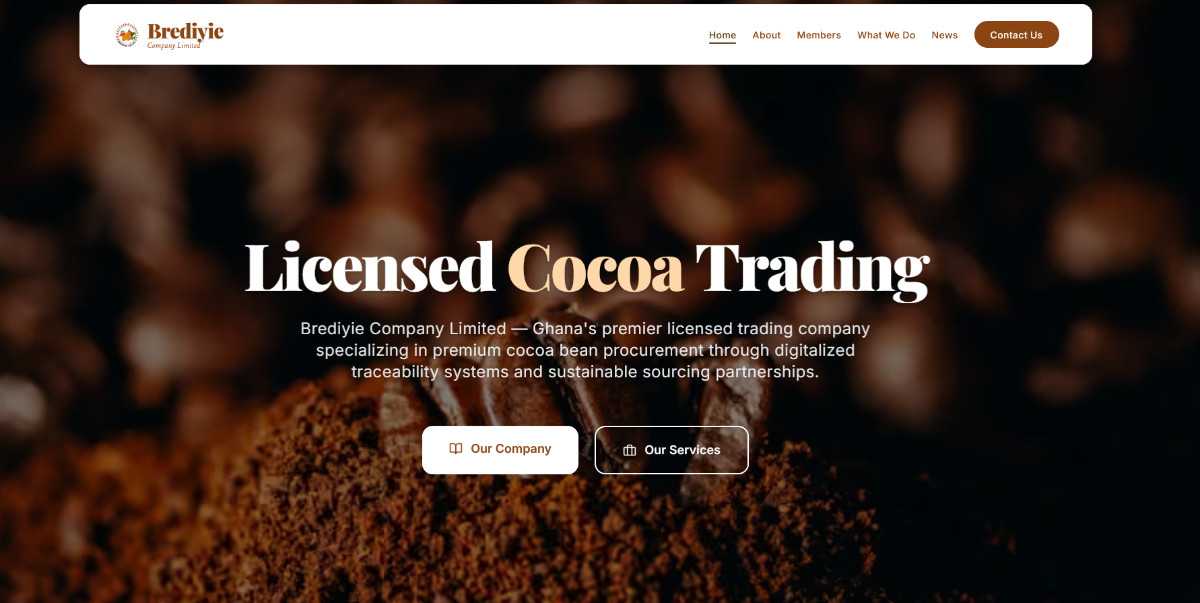 Brediyie
Company Limited
Home About Members What We Do News Contact Us
Licensed Cocoa Trading
Brediyie Company Limited — Ghana's premier licensed trading company
specializing in premium cocoa bean procurement through digitalized
traceability systems and sustainable sourcing partnerships.
Our Company Our Services